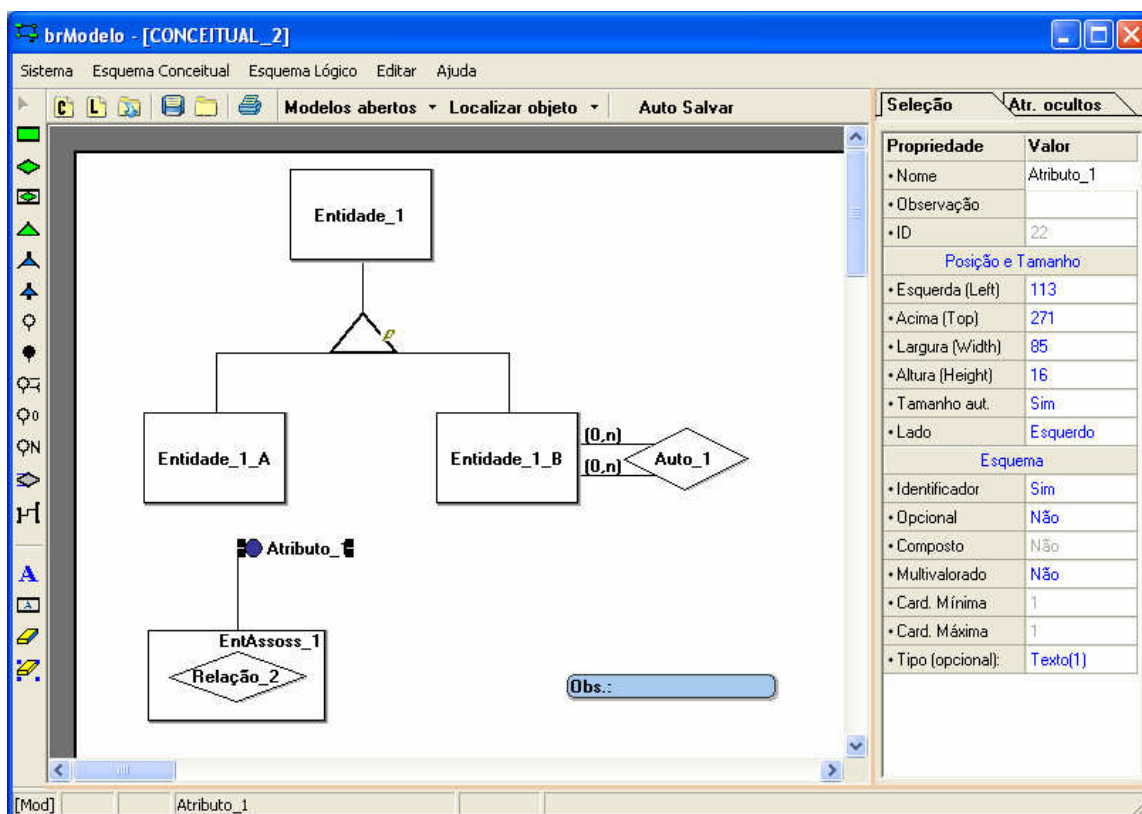 brModelo - [CONCEITUAL_2]
Sistema Esquema Conceitual Esquema Lógico Editar Ajuda
C L Modelos abertos Localizar objeto Auto Salvar
Seleção Atr. ocultos
Propriedade Valor
• Nome Atributo_1
• Observação
• ID 22
Posição e Tamanho
• Esquerda (Left) 113
• Acima (Top) 271
• Largura (Width) 85
• Altura (Height) 16
• Tamanho aut. Sim
• Lado Esquerdo
Esquema
• Identificador Sim
• Opcional Não
• Composto Não
• Multivalorado Não
• Card. Mínima 1
• Card. Máxima 1
• Tipo (opcional): Texto(1)
Entidade_1
p
Entidade_1_A
Entidade_1_B
(0,n)
(0,n)
Auto_1
Atributo_1
EntAssoss_1
Relação_2
Obs.:
0
N
A
A
[Mod] Atributo_1